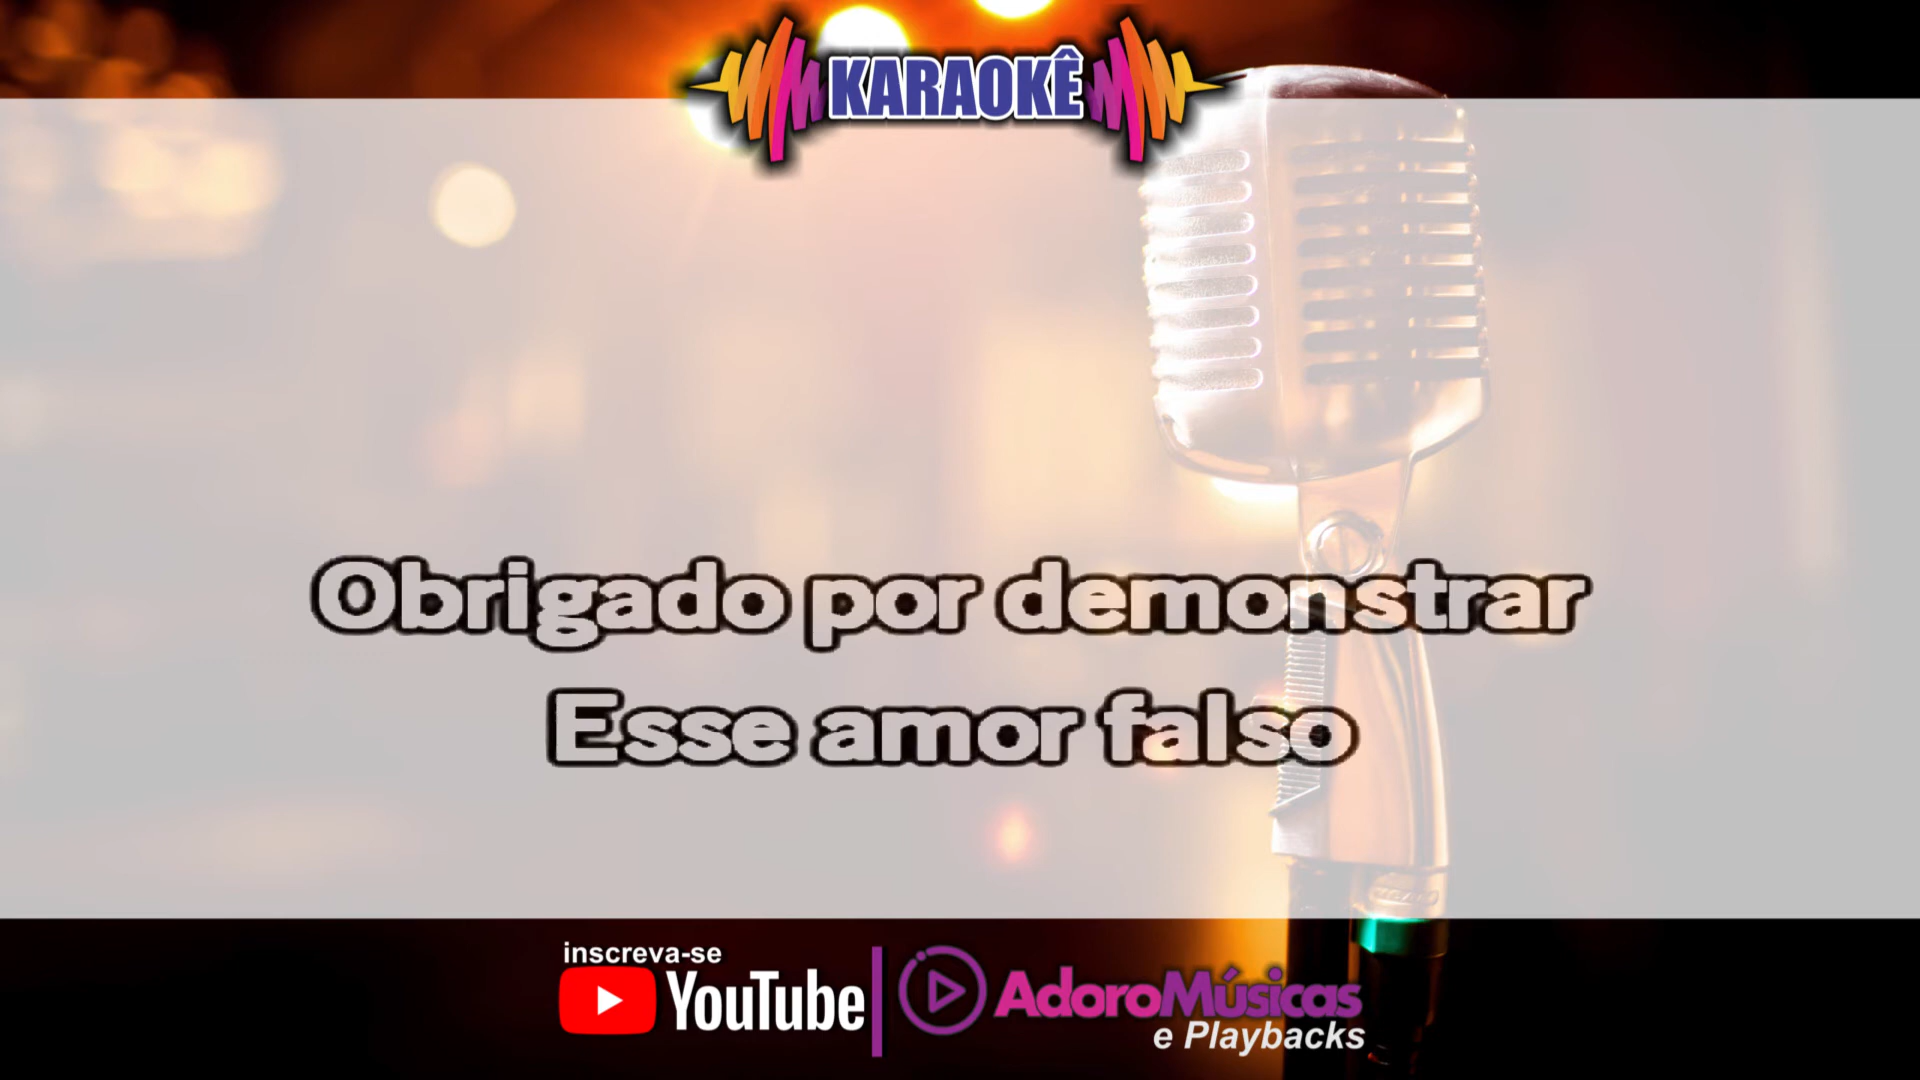 KARAOKÊ
Obrigado por demonstrar
Esse amor falso
inscreva-se
YouTube
AdoroMúsicas
e Playbacks